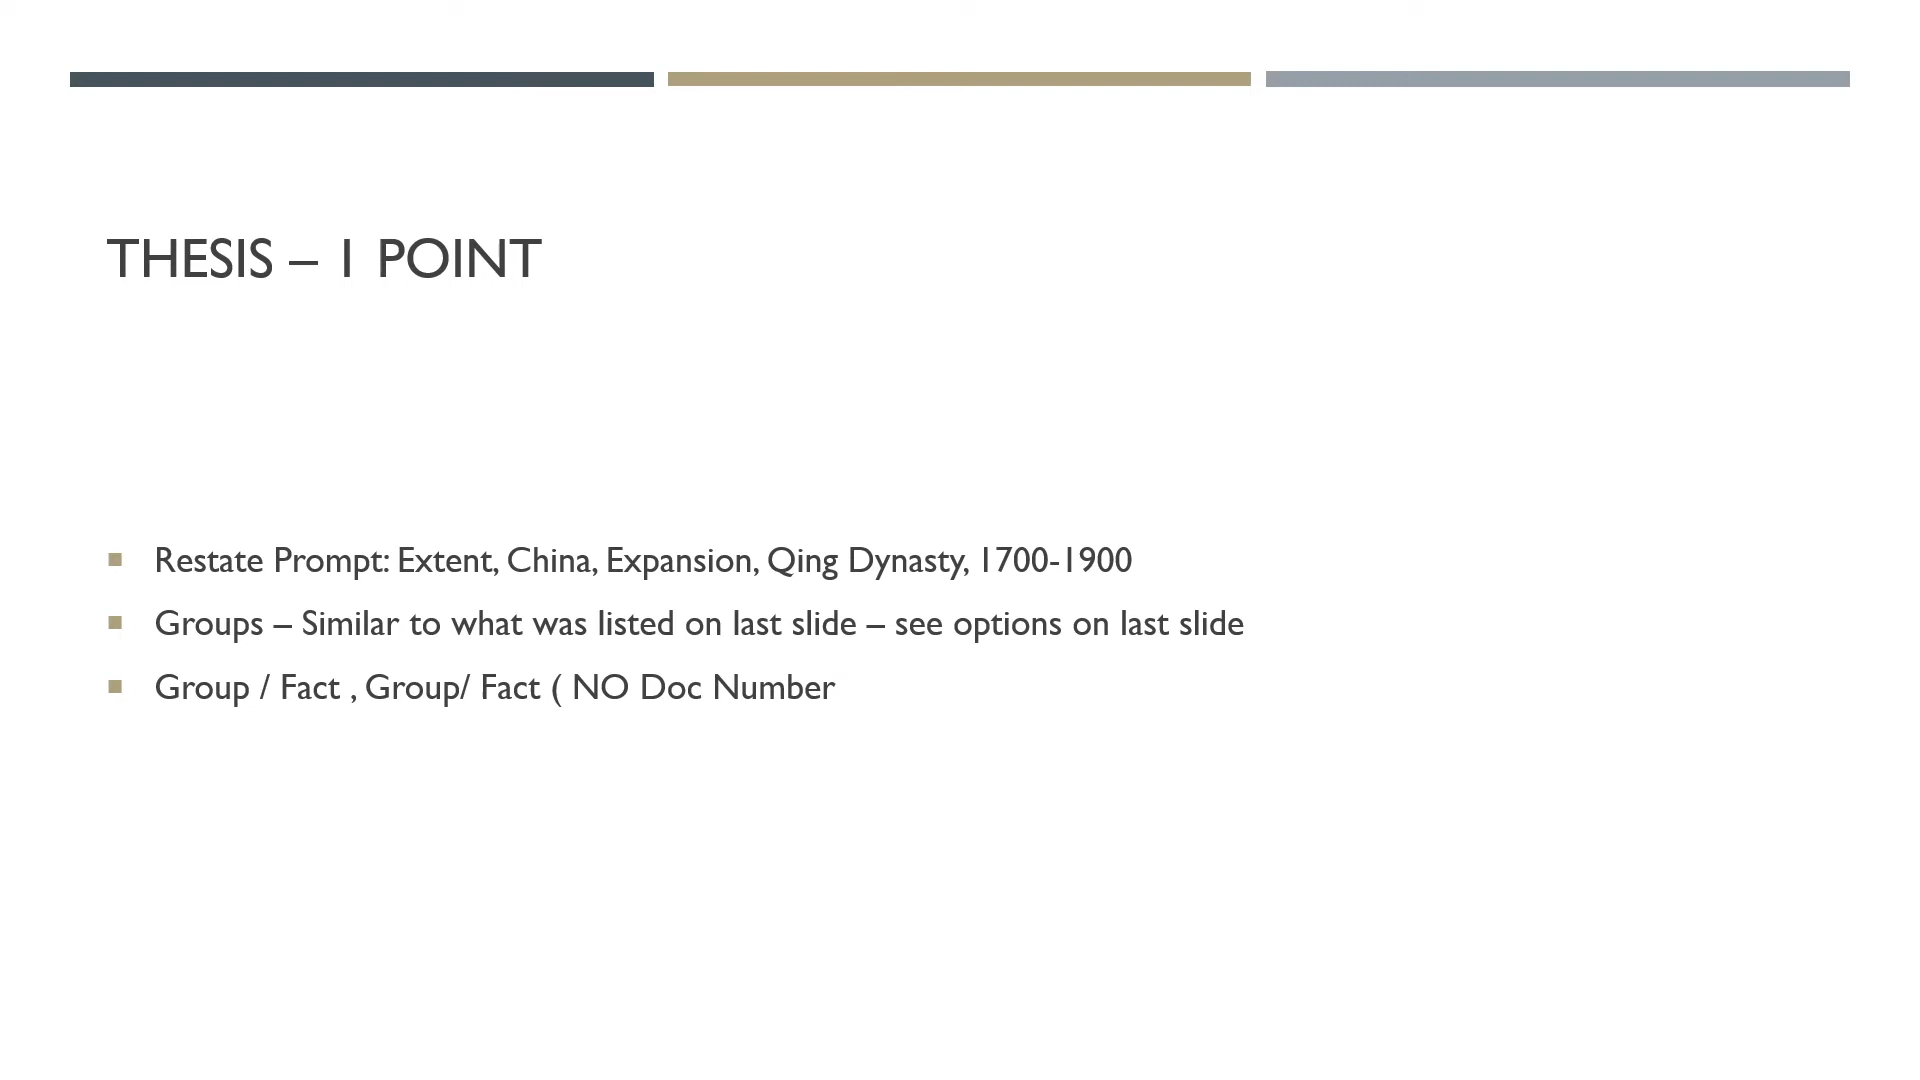 THESIS – 1 POINT
Restate Prompt: Extent, China, Expansion, Qing Dynasty, 1700-1900
Groups – Similar to what was listed on last slide – see options on last slide
Group / Fact , Group/ Fact ( NO Doc Number